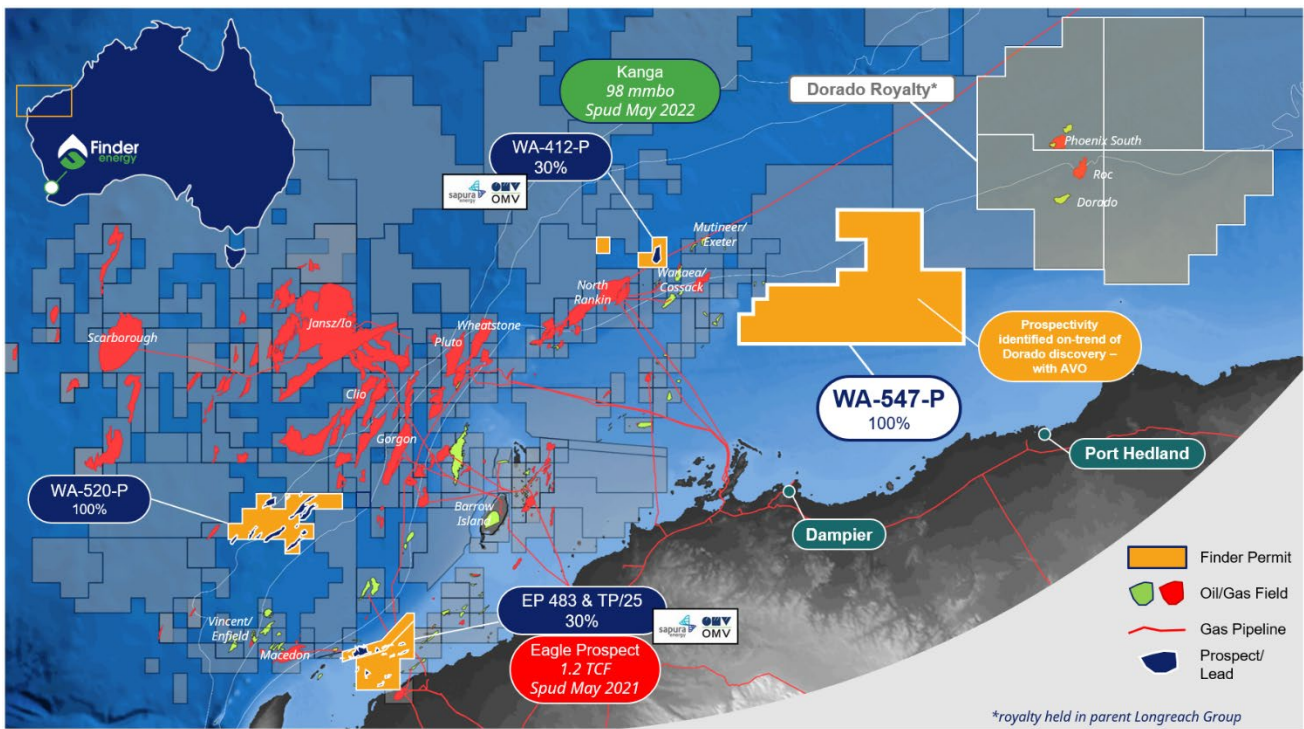 Finder
energy
Kanga
98 mmbo
Spud May 2022
WA-412-P
30%
sapura
energy
OMV
OMV
Dorado Royalty*
Phoenix South
Roc
Dorado
Mutineer/
Exeter
Wanaea/
Cossack
North
Rankin
Scarborough
Jansz/Io
Wheatstone
Pluto
Clio
Gorgon
Prospectivity
identified on-trend of
Dorado discovery –
with AVO
WA-547-P
100%
Port Hedland
WA-520-P
100%
Barrow
Island
Dampier
Vincent/
Enfield
Macedon
EP 483 & TP/25
30%
sapura
energy
OMV
OMV
Eagle Prospect
1.2 TCF
Spud May 2021
Finder Permit
Oil/Gas Field
Gas Pipeline
Prospect/
Lead
*royalty held in parent Longreach Group